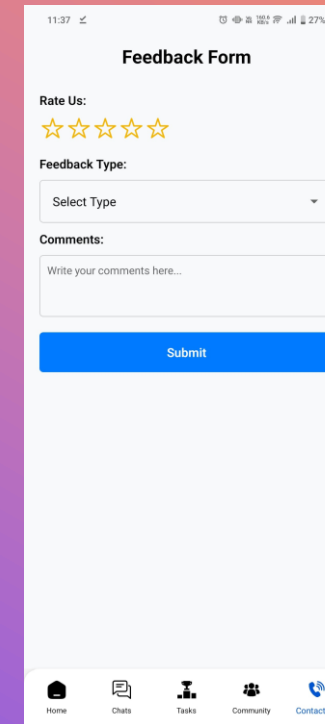 11:37
27%
Feedback Form
Rate Us:
Feedback Type:
Select Type
Comments:
Write your comments here...
Submit
Home
Chats
Tasks
Community
Contact